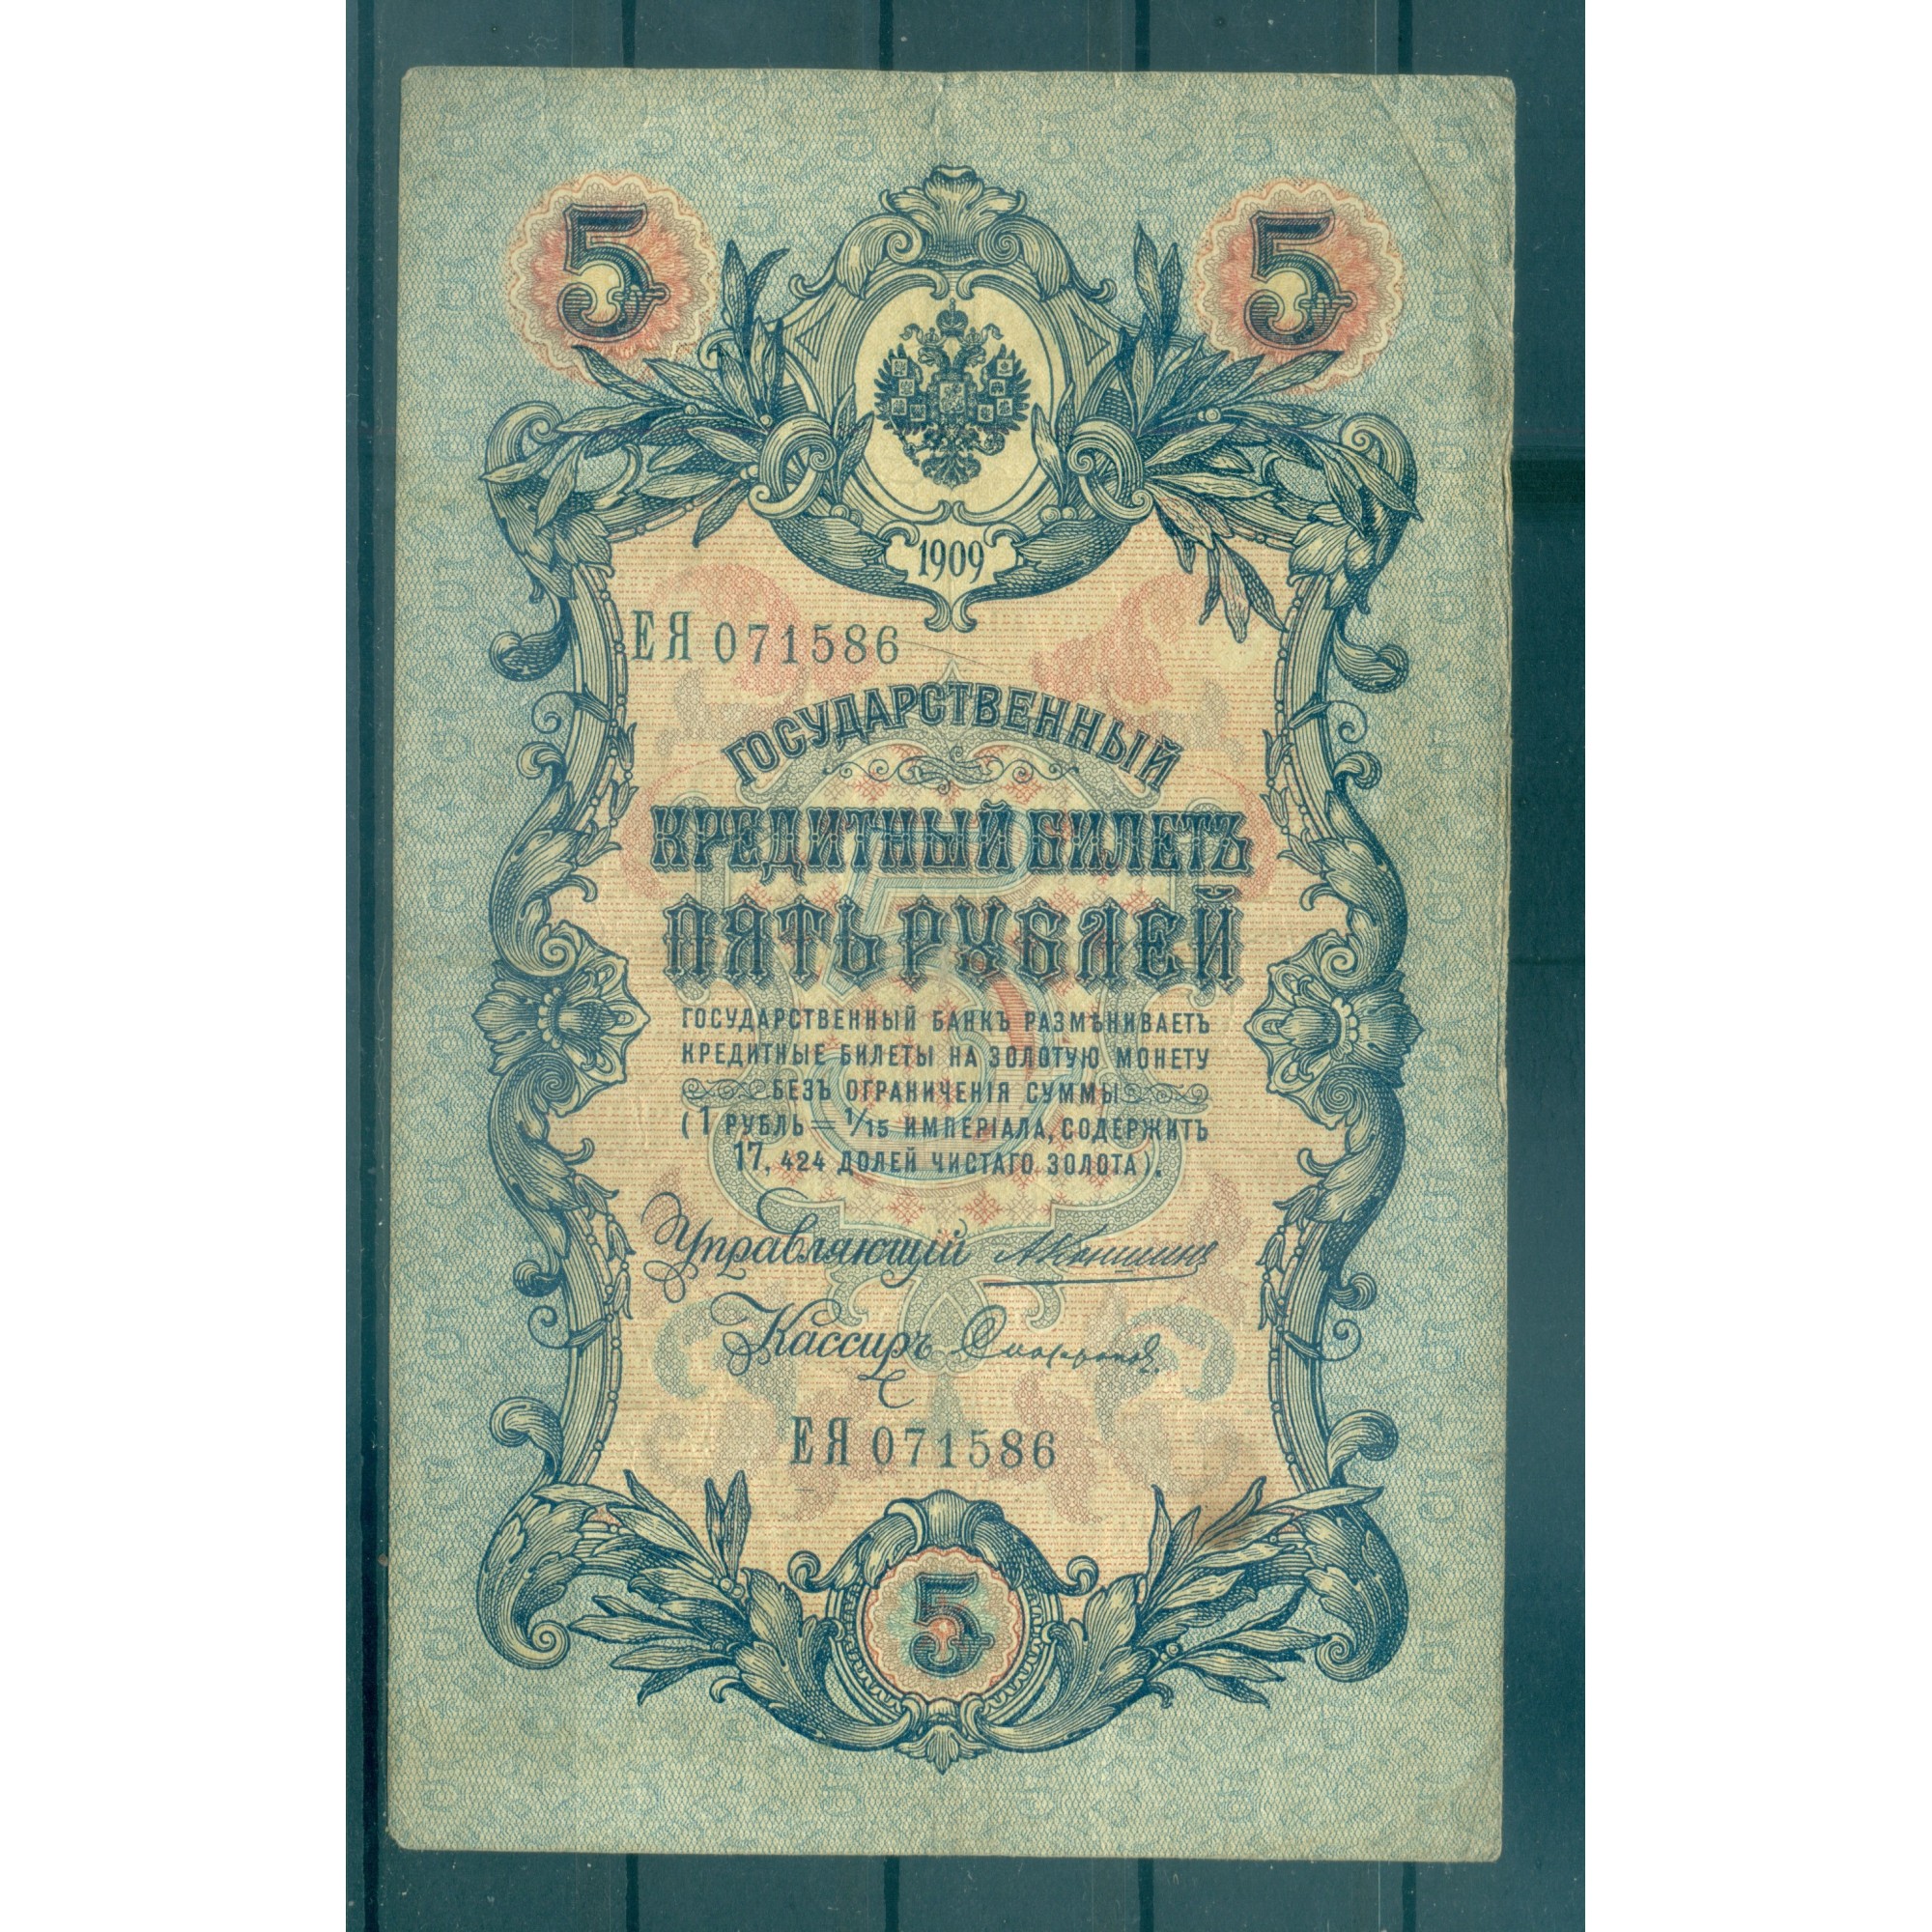 5 5
1909
ЕЯ 071586
ГОСУДАРСТВЕННЫЙ
КРЕДИТНЫЙ БИЛЕТЪ
ПЯТЬ РУБЛЕЙ
ГОСУДАРСТВЕННЫЙ БАНКЪ РАЗМѢНИВАЕТЪ
КРЕДИТНЫЕ БИЛЕТЫ НА ЗОЛОТУЮ МОНЕТУ
БЕЗЪ ОГРАНИЧЕНІЯ СУММЫ
(1 РУБЛЬ = 1/15 ИМПЕРІАЛА, СОДЕРЖИТЪ
17, 424 ДОЛЕЙ ЧИСТАГО ЗОЛОТА).
Управляющій АКоншинъ
Кассиръ
ЕЯ 071586
5